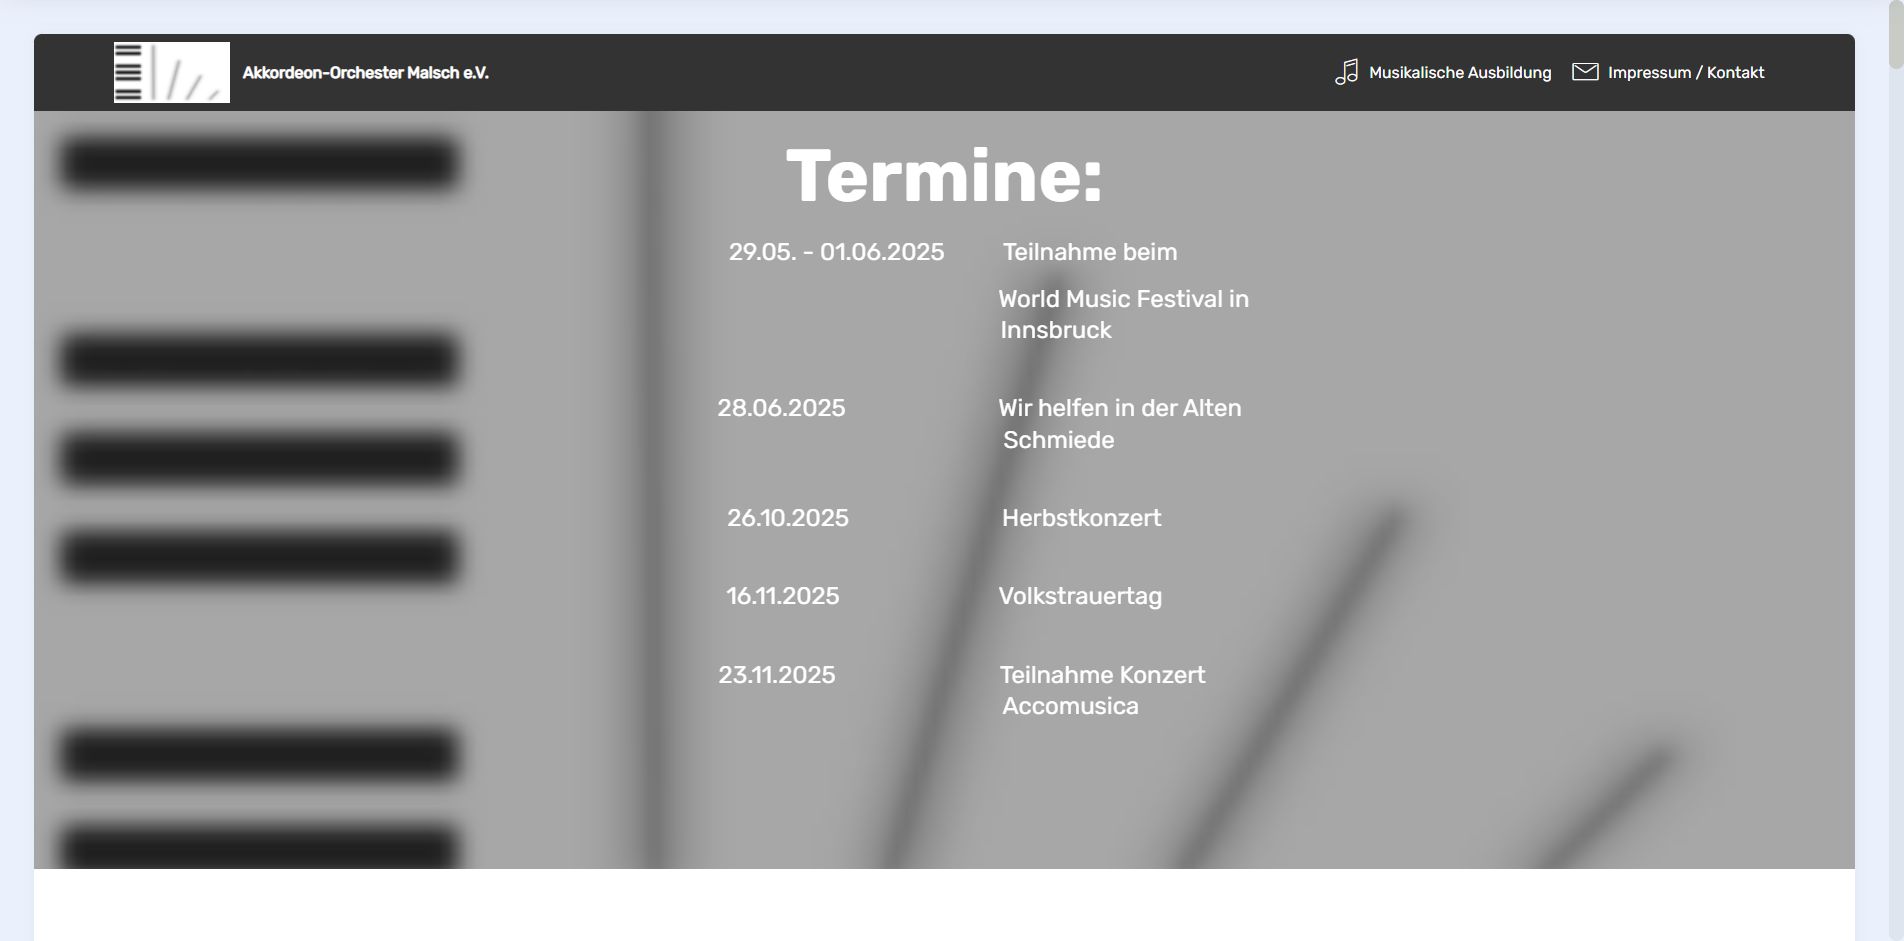 Akkordeon-Orchester Malsch e.V.
Musikalische Ausbildung
Impressum / Kontakt
Termine:
29.05. - 01.06.2025 Teilnahme beim
World Music Festival in
Innsbruck
28.06.2025 Wir helfen in der Alten
Schmiede
26.10.2025 Herbstkonzert
16.11.2025 Volkstrauertag
23.11.2025 Teilnahme Konzert
Accomusica